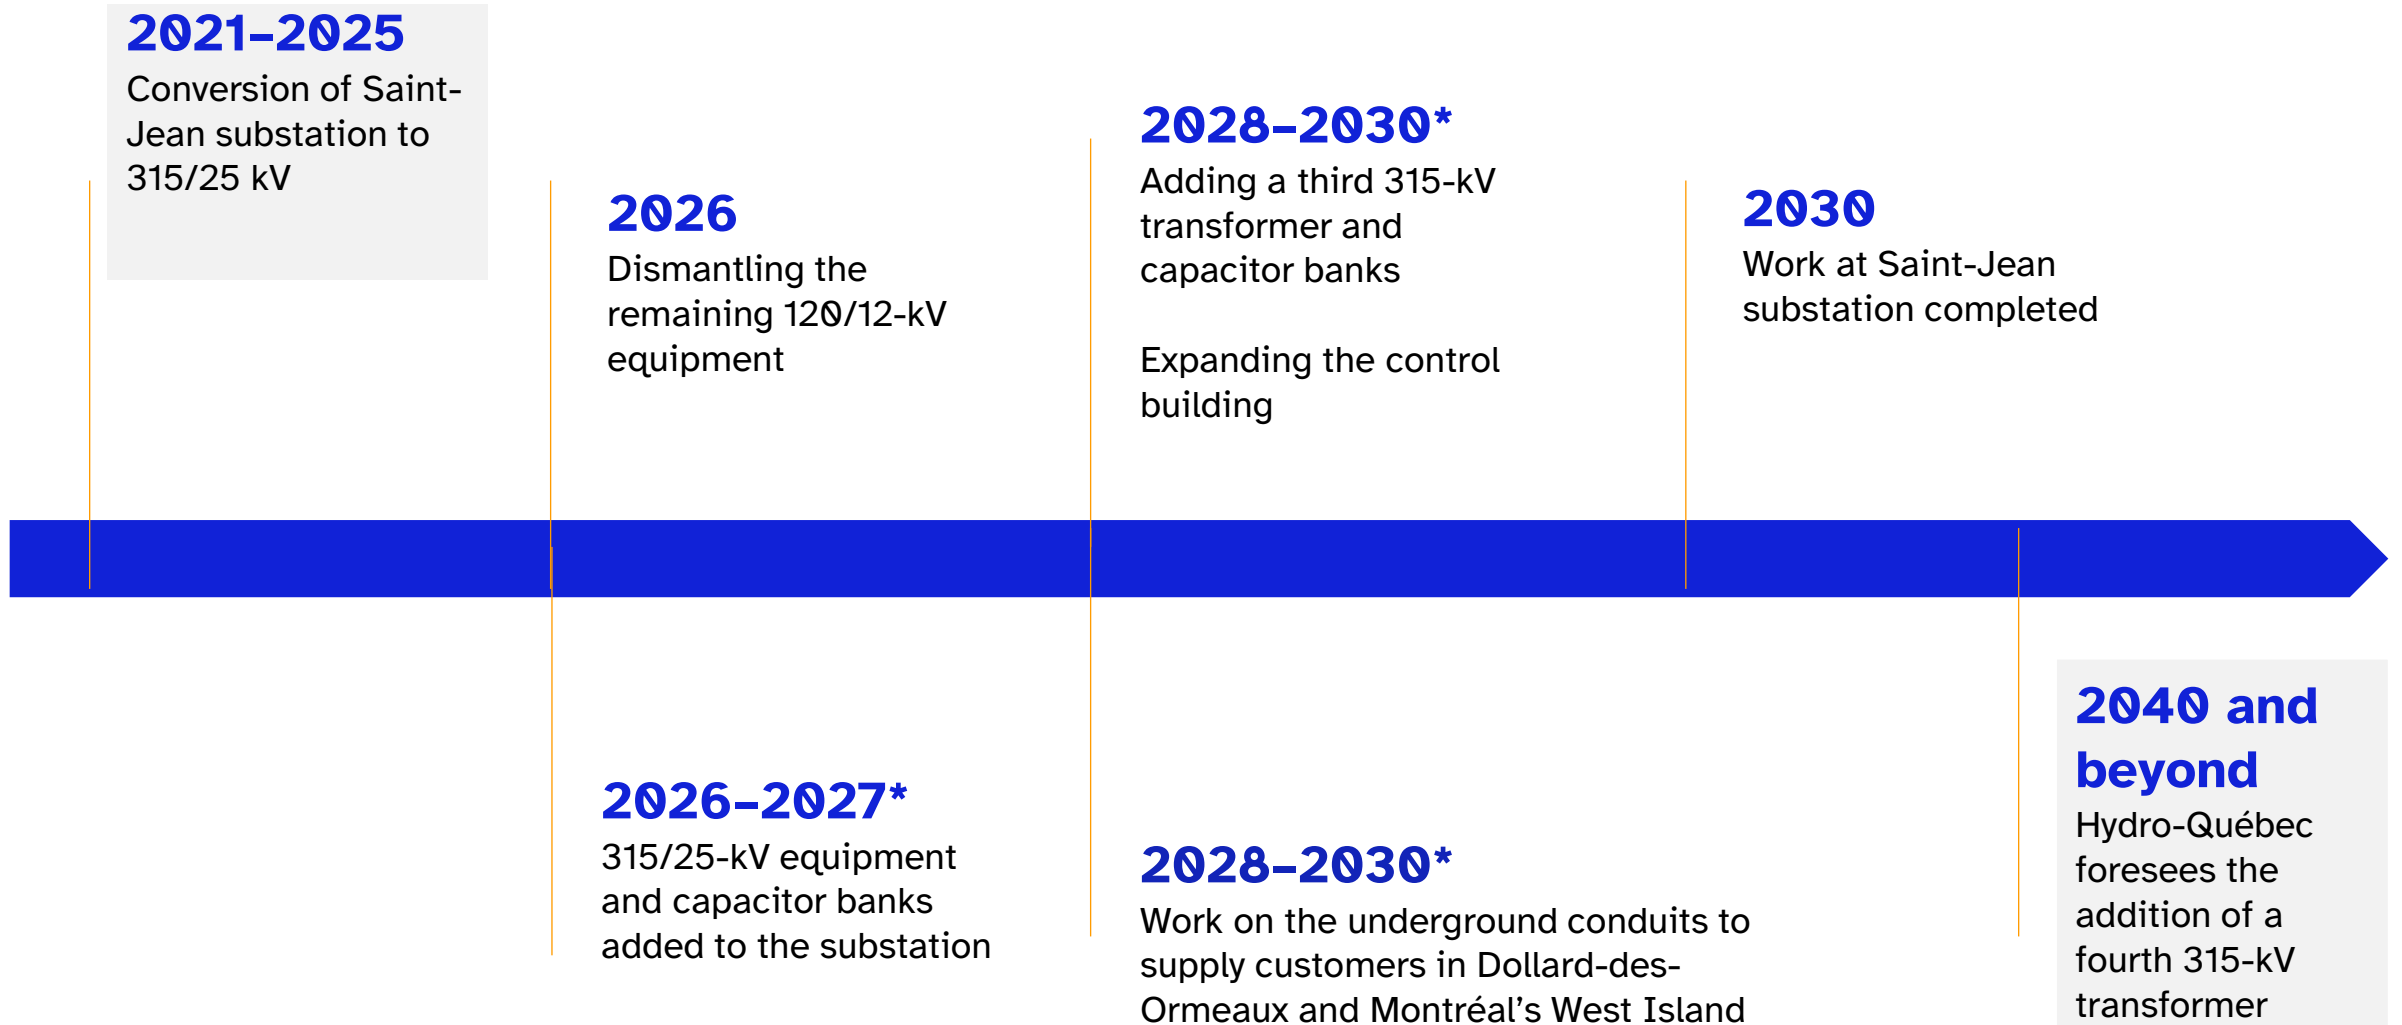 2021–2025
Conversion of Saint-
Jean substation to
315/25 kV
2026
Dismantling the
remaining 120/12-kV
equipment
2028–2030*
Adding a third 315-kV
transformer and
capacitor banks
Expanding the control
building
2030
Work at Saint-Jean
substation completed
2026–2027*
315/25-kV equipment
and capacitor banks
added to the substation
2028–2030*
Work on the underground conduits to
supply customers in Dollard-des-
Ormeaux and Montréal’s West Island
2040 and
beyond
Hydro-Québec
foresees the
addition of a
fourth 315-kV
transformer